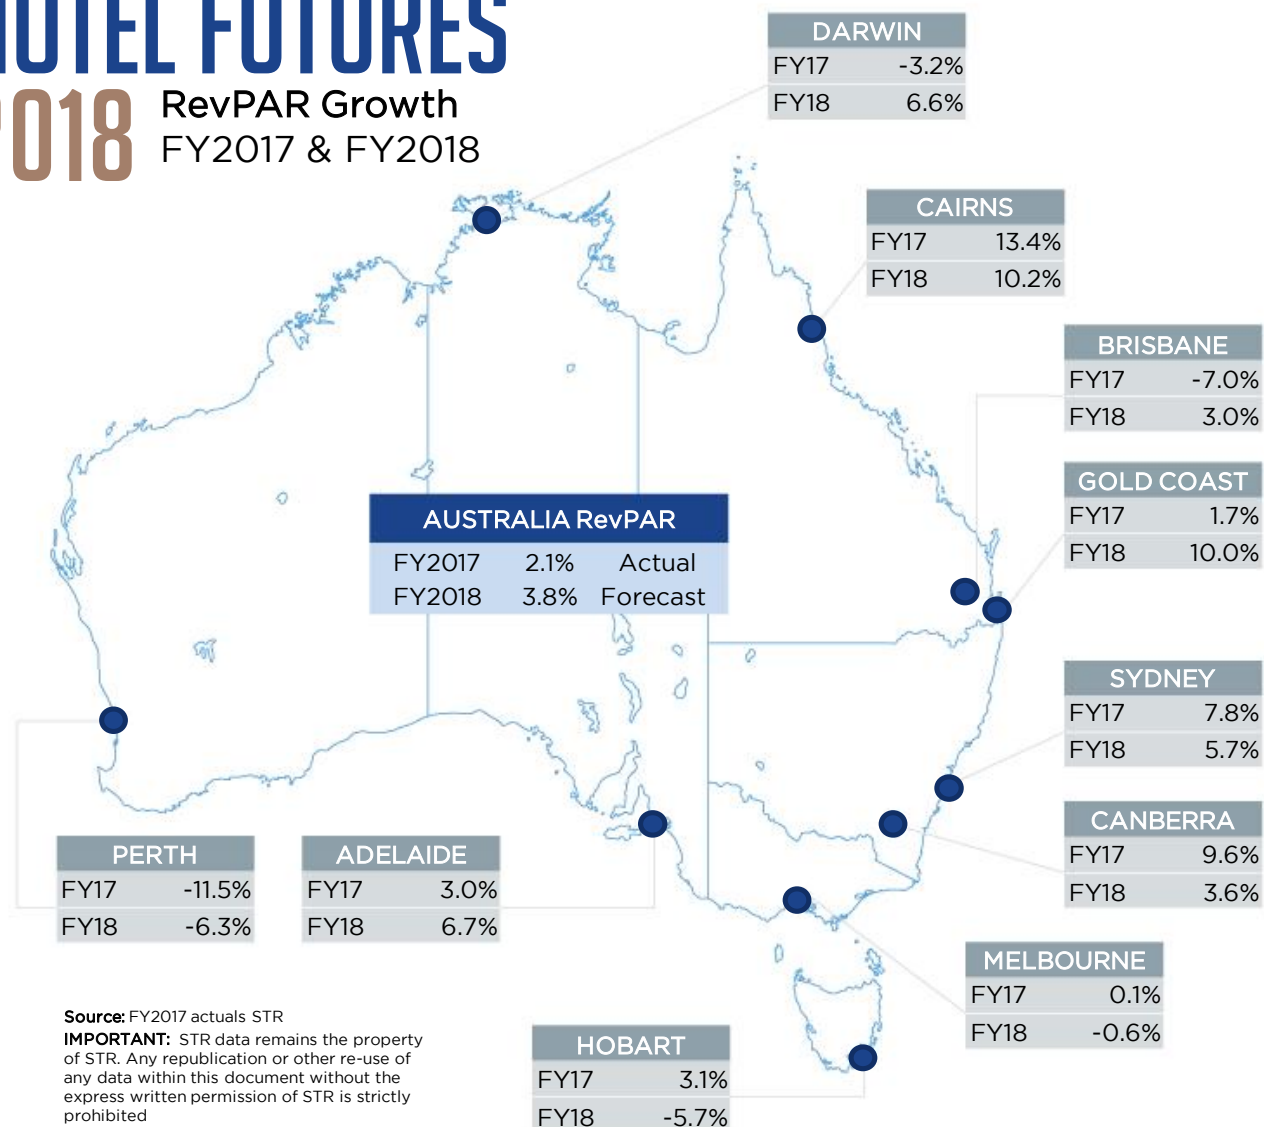 HOTEL FUTURES
2018
RevPAR Growth
FY2017 & FY2018
DARWIN
FY17 -3.2%
FY18 6.6%
CAIRNS
FY17 13.4%
FY18 10.2%
BRISBANE
FY17 -7.0%
FY18 3.0%
GOLD COAST
FY17 1.7%
FY18 10.0%
AUSTRALIA RevPAR
FY2017 2.1% Actual
FY2018 3.8% Forecast
SYDNEY
FY17 7.8%
FY18 5.7%
CANBERRA
FY17 9.6%
FY18 3.6%
PERTH
FY17 -11.5%
FY18 -6.3%
ADELAIDE
FY17 3.0%
FY18 6.7%
MELBOURNE
FY17 0.1%
FY18 -0.6%
HOBART
FY17 3.1%
FY18 -5.7%
Source: FY2017 actuals STR
IMPORTANT: STR data remains the property
of STR. Any republication or other re-use of
any data within this document without the
express written permission of STR is strictly
prohibited